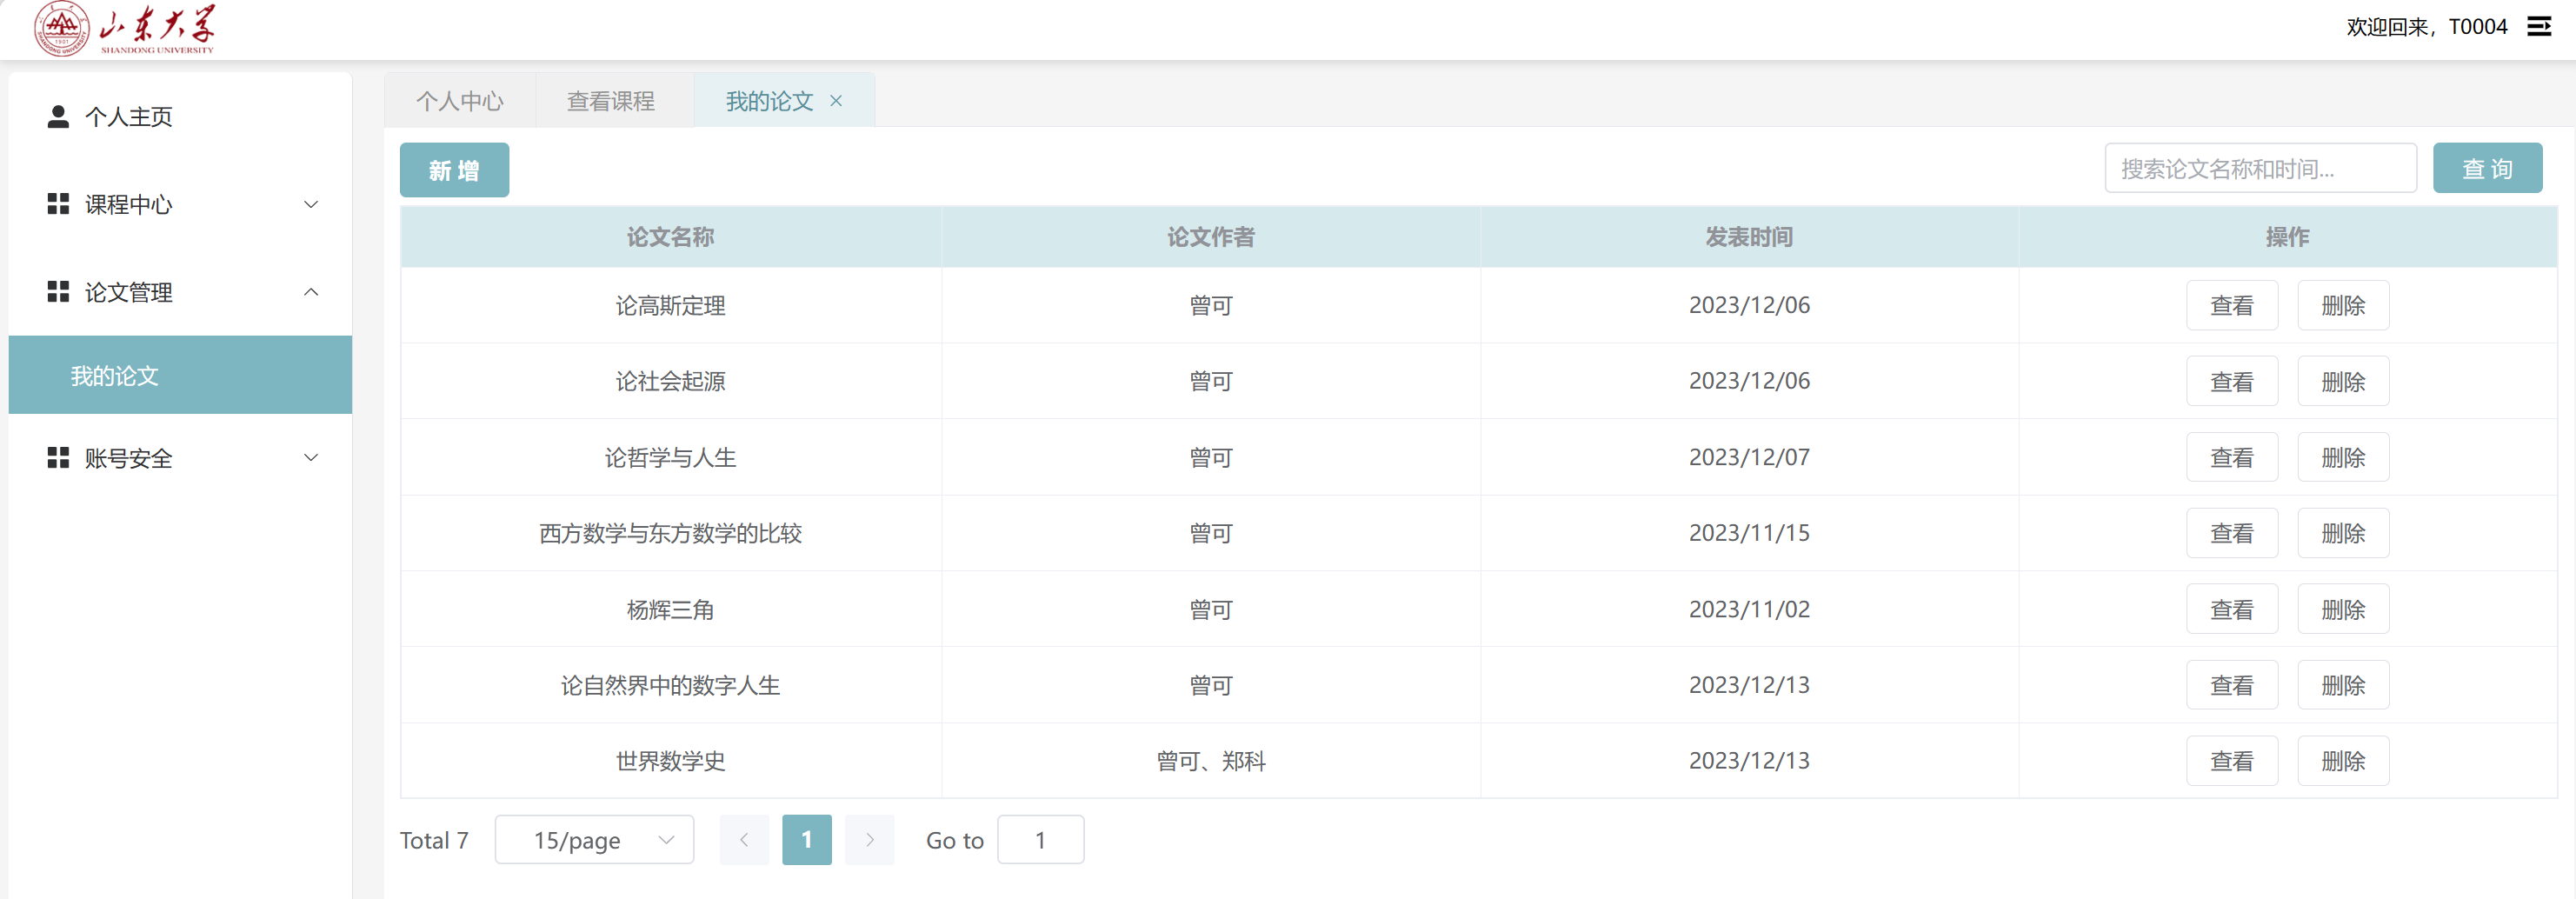 山东大学
SHANDONG UNIVERSITY
欢迎回来，T0004
个人主页
课程中心
论文管理
我的论文
账号安全
个人中心 查看课程 我的论文 ×
新 增 搜索论文名称和时间... 查 询
论文名称 论文作者 发表时间 操作
论高斯定理 曾可 2023/12/06 查看 删除
论社会起源 曾可 2023/12/06 查看 删除
论哲学与人生 曾可 2023/12/07 查看 删除
西方数学与东方数学的比较 曾可 2023/11/15 查看 删除
杨辉三角 曾可 2023/11/02 查看 删除
论自然界中的数字人生 曾可 2023/12/13 查看 删除
世界数学史 曾可、郑科 2023/12/13 查看 删除
Total 7 15/page 1 Go to 1